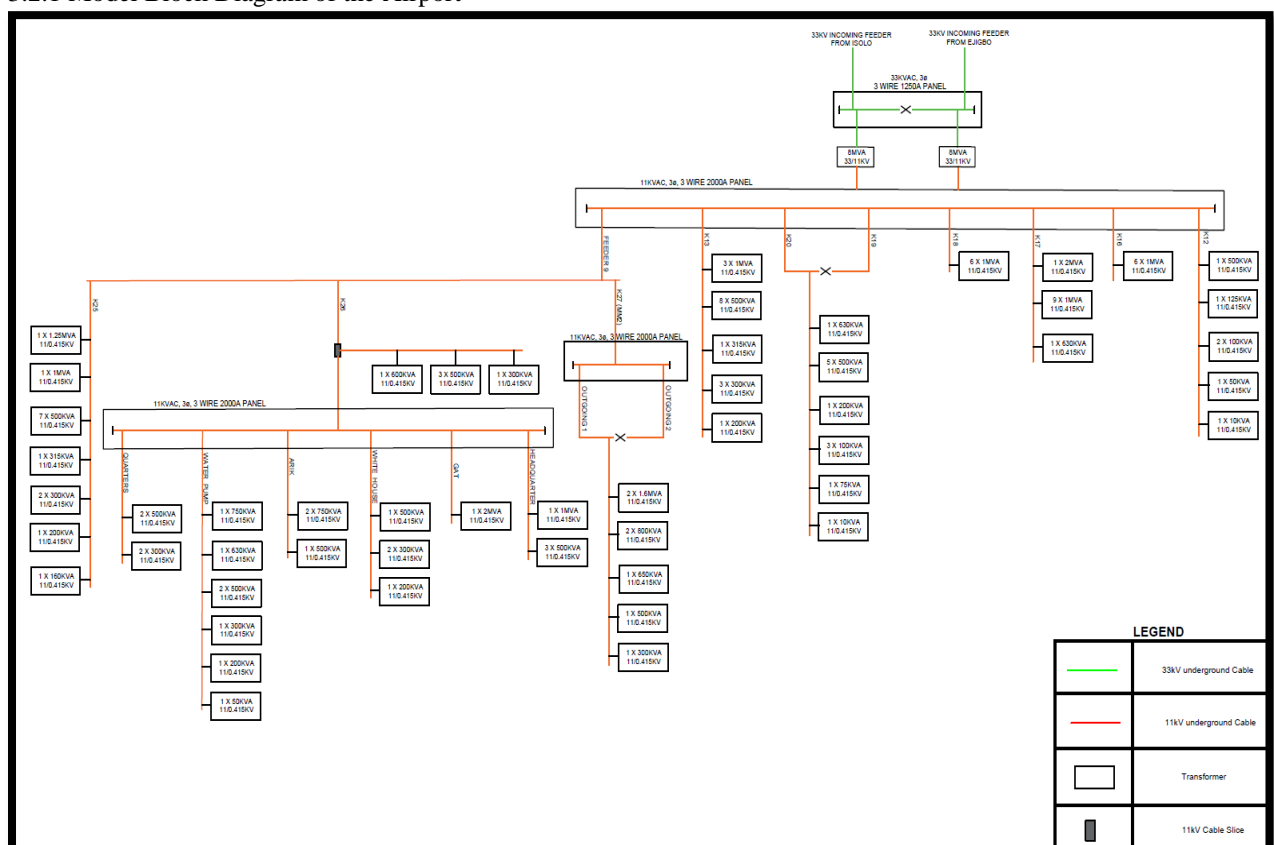 3.2.1 Model Block Diagram of the Airport
33KV INCOMING FEEDER
FROM ISOLO
33KV INCOMING FEEDER
FROM EJIGBO
33KVAC, 3ø
3 WIRE 1250A PANEL
8MVA
33/11KV
8MVA
33/11KV
11KVAC, 3ø, 3 WIRE 2000A PANEL
FEEDER 9
K13
K20
K19
K18
K17
K16
K12
3 X 1MVA
11/0.415KV
8 X 500KVA
11/0.415KV
1 X 315KVA
11/0.415KV
3 X 300KVA
11/0.415KV
1 X 200KVA
11/0.415KV
1 X 630KVA
11/0.415KV
5 X 500KVA
11/0.415KV
1 X 200KVA
11/0.415KV
3 X 100KVA
11/0.415KV
1 X 75KVA
11/0.415KV
1 X 10KVA
11/0.415KV
6 X 1MVA
11/0.415KV
1 X 2MVA
11/0.415KV
9 X 1MVA
11/0.415KV
1 X 630KVA
11/0.415KV
6 X 1MVA
11/0.415KV
1 X 500KVA
11/0.415KV
1 X 125KVA
11/0.415KV
2 X 100KVA
11/0.415KV
1 X 50KVA
11/0.415KV
1 X 10KVA
11/0.415KV
K25
K26
K27 (MM2)
1 X 1.25MVA
11/0.415KV
1 X 1MVA
11/0.415KV
7 X 500KVA
11/0.415KV
1 X 315KVA
11/0.415KV
2 X 300KVA
11/0.415KV
1 X 200KVA
11/0.415KV
1 X 160KVA
11/0.415KV
1 X 600KVA
11/0.415KV
3 X 500KVA
11/0.415KV
1 X 300KVA
11/0.415KV
11KVAC, 3ø, 3 WIRE 2000A PANEL
OUTGOING 1
OUTGOING 2
2 X 1.6MVA
11/0.415KV
2 X 800KVA
11/0.415KV
1 X 650KVA
11/0.415KV
1 X 500KVA
11/0.415KV
1 X 300KVA
11/0.415KV
11KVAC, 3ø, 3 WIRE 2000A PANEL
QUARTERS
WATER PUMP
ARIK
WHITE HOUSE
GAT
HEADQUARTER
2 X 500KVA
11/0.415KV
2 X 300KVA
11/0.415KV
1 X 750KVA
11/0.415KV
1 X 630KVA
11/0.415KV
2 X 500KVA
11/0.415KV
1 X 300KVA
11/0.415KV
1 X 200KVA
11/0.415KV
1 X 50KVA
11/0.415KV
2 X 750KVA
11/0.415KV
1 X 500KVA
11/0.415KV
1 X 500KVA
11/0.415KV
2 X 300KVA
11/0.415KV
1 X 200KVA
11/0.415KV
1 X 2MVA
11/0.415KV
1 X 1MVA
11/0.415KV
3 X 500KVA
11/0.415KV
LEGEND
33kV underground Cable
11kV underground Cable
Transformer
11kV Cable Slice